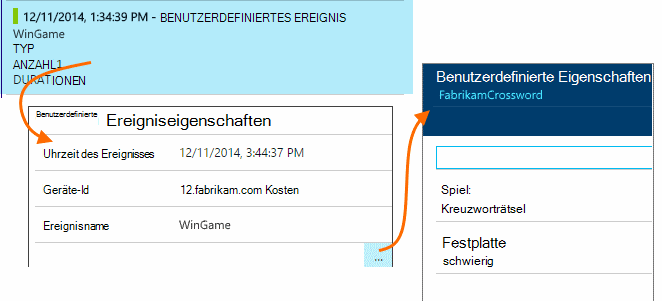 12/11/2014, 1:34:39 PM - BENUTZERDEFINIERTES EREIGNIS
WinGame
TYP
ANZAHL1
DURATIONEN
Benutzerdefinierte Ereigniseigenschaften
Uhrzeit des Ereignisses 12/11/2014, 3:44:37 PM
Geräte-Id 12.fabrikam.com Kosten
Ereignisname WinGame
...
Benutzerdefinierte Eigenschaften
FabrikamCrossword
Spiel:
Kreuzworträtsel
Festplatte
schwierig